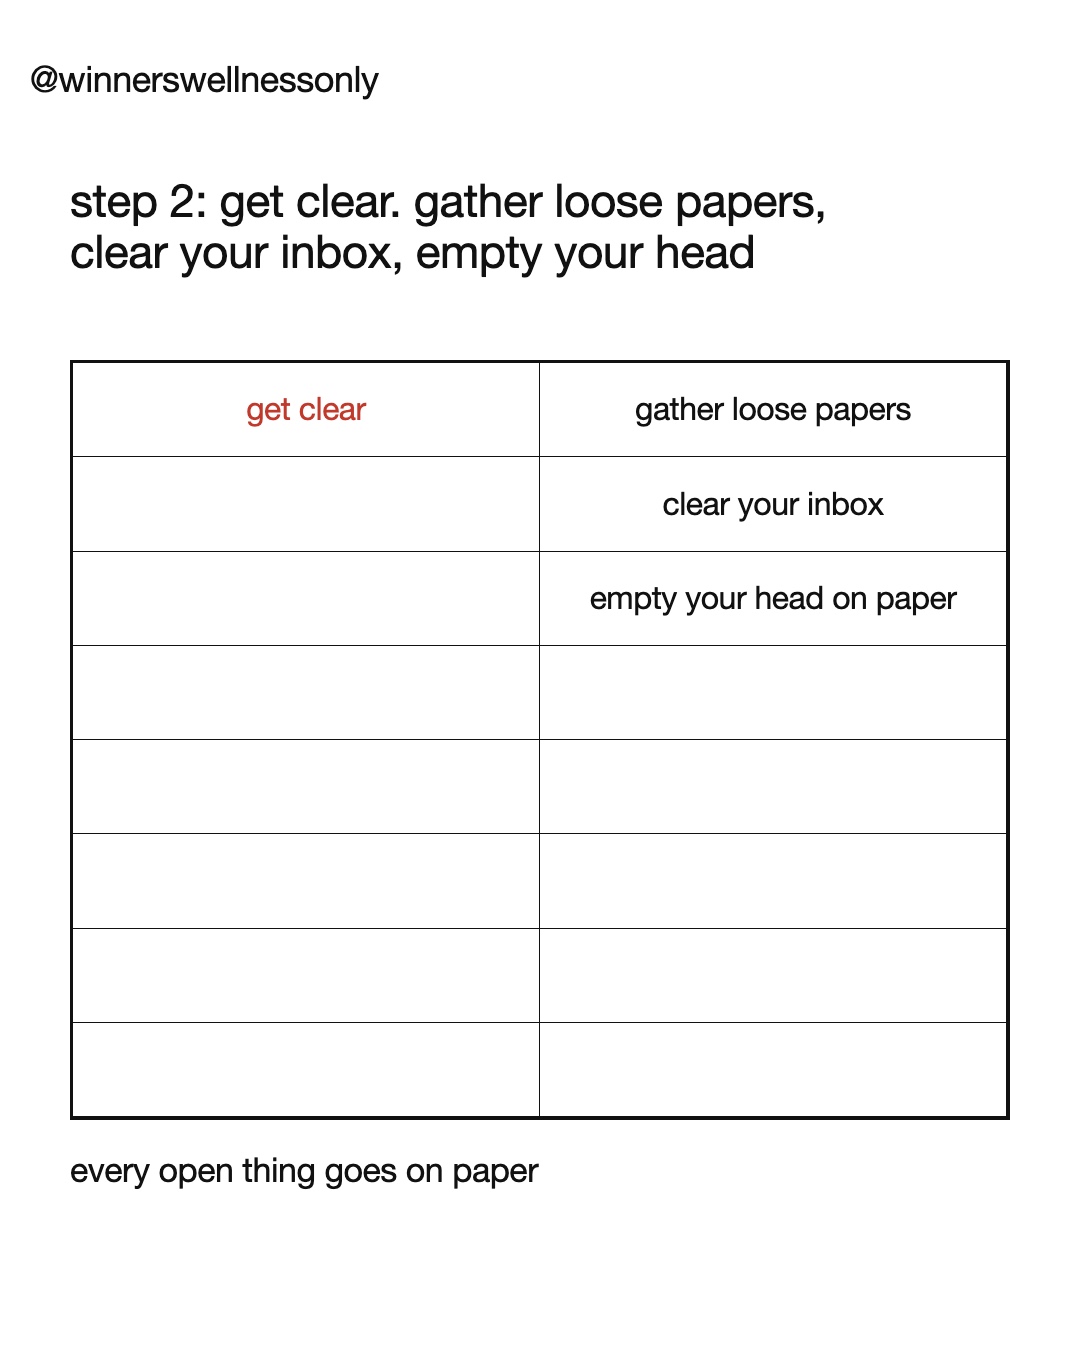 @winnerswellnessonly
step 2: get clear. gather loose papers,
clear your inbox, empty your head
get clear
gather loose papers
clear your inbox
empty your head on paper
every open thing goes on paper